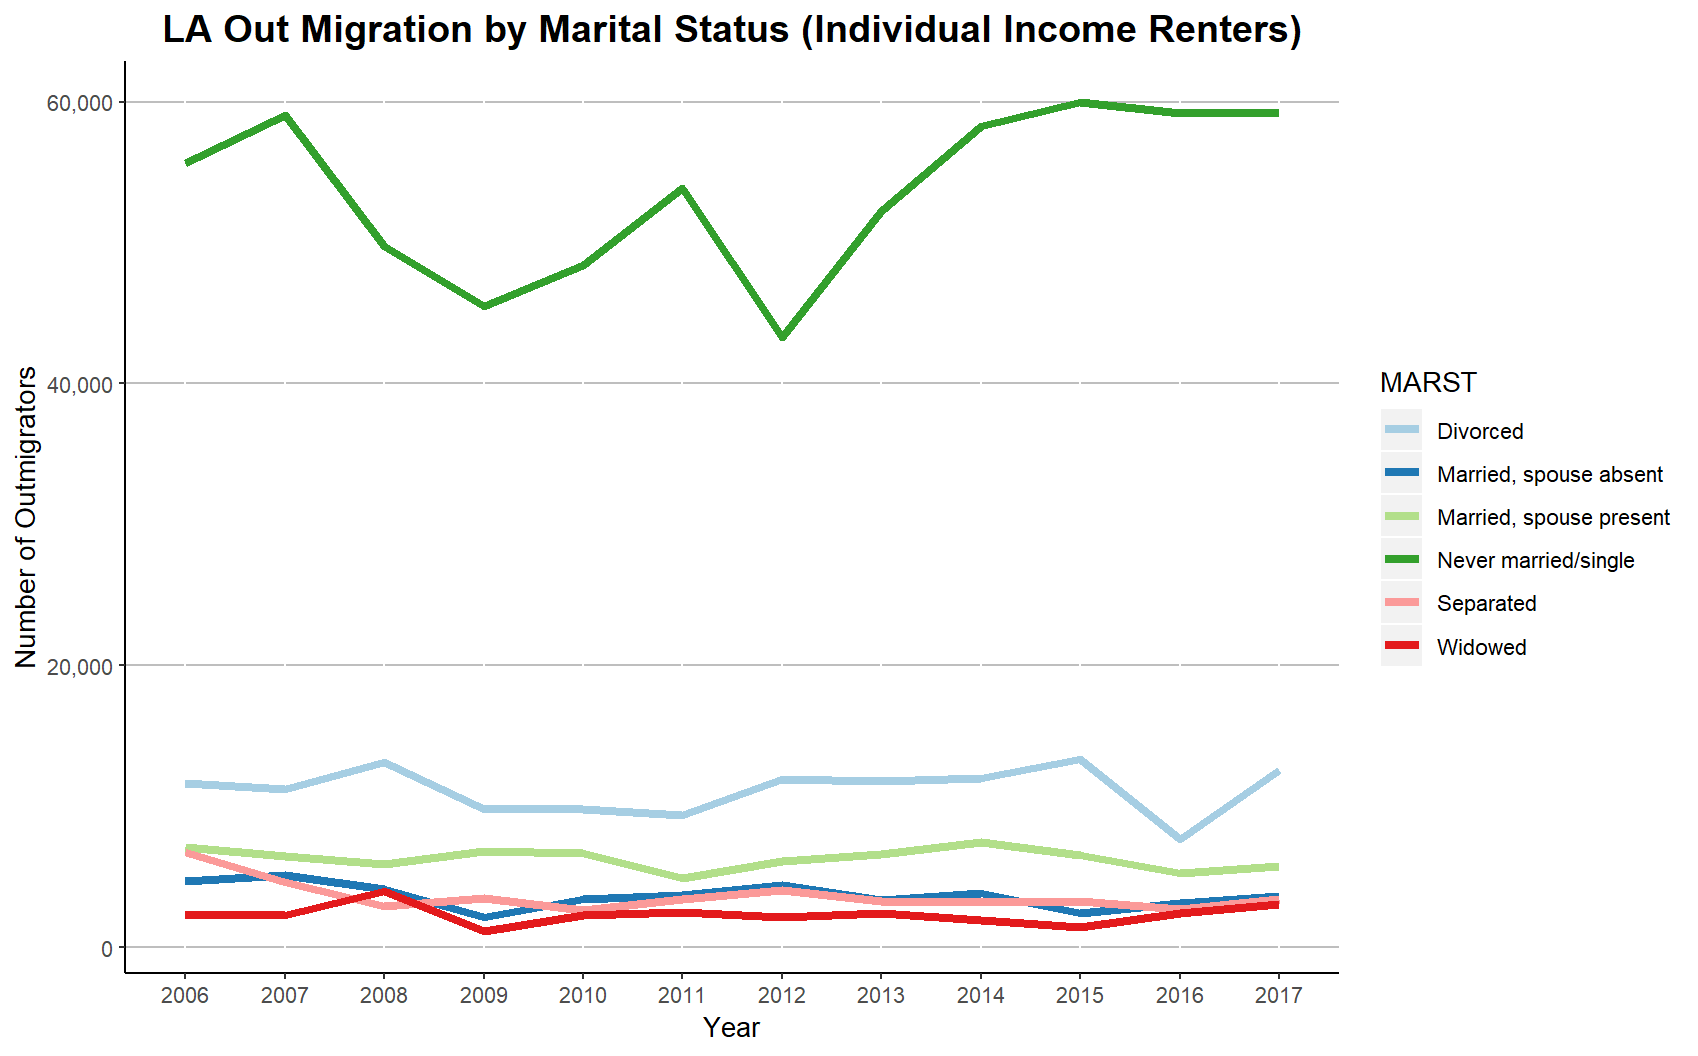 LA Out Migration by Marital Status (Individual Income Renters)
Number of Outmigrators
60,000
40,000
20,000
0
2006 2007 2008 2009 2010 2011 2012 2013 2014 2015 2016 2017
Year
MARST
Divorced
Married, spouse absent
Married, spouse present
Never married/single
Separated
Widowed